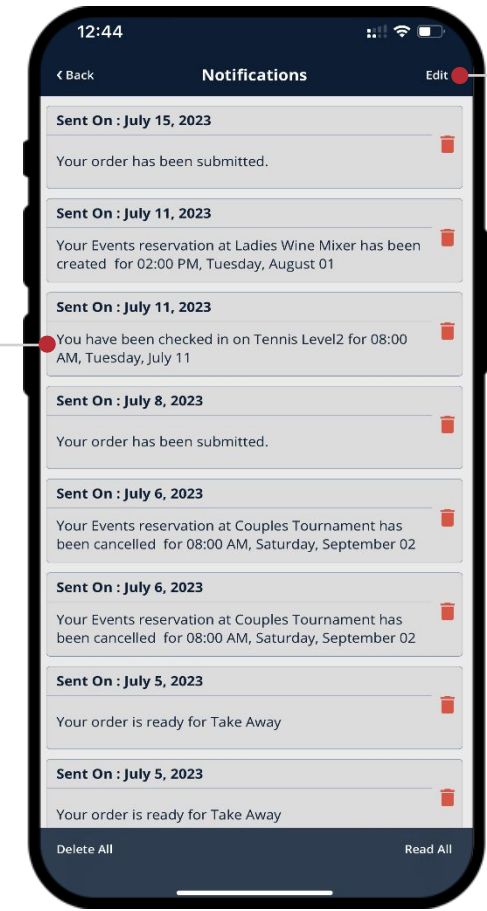 12:44
Back Notifications Edit
Sent On : July 15, 2023
Your order has been submitted.
Sent On : July 11, 2023
Your Events reservation at Ladies Wine Mixer has been
created for 02:00 PM, Tuesday, August 01
Sent On : July 11, 2023
You have been checked in on Tennis Level2 for 08:00
AM, Tuesday, July 11
Sent On : July 8, 2023
Your order has been submitted.
Sent On : July 6, 2023
Your Events reservation at Couples Tournament has
been cancelled for 08:00 AM, Saturday, September 02
Sent On : July 6, 2023
Your Events reservation at Couples Tournament has
been cancelled for 08:00 AM, Saturday, September 02
Sent On : July 5, 2023
Your order is ready for Take Away
Sent On : July 5, 2023
Your order is ready for Take Away
Delete All Read All